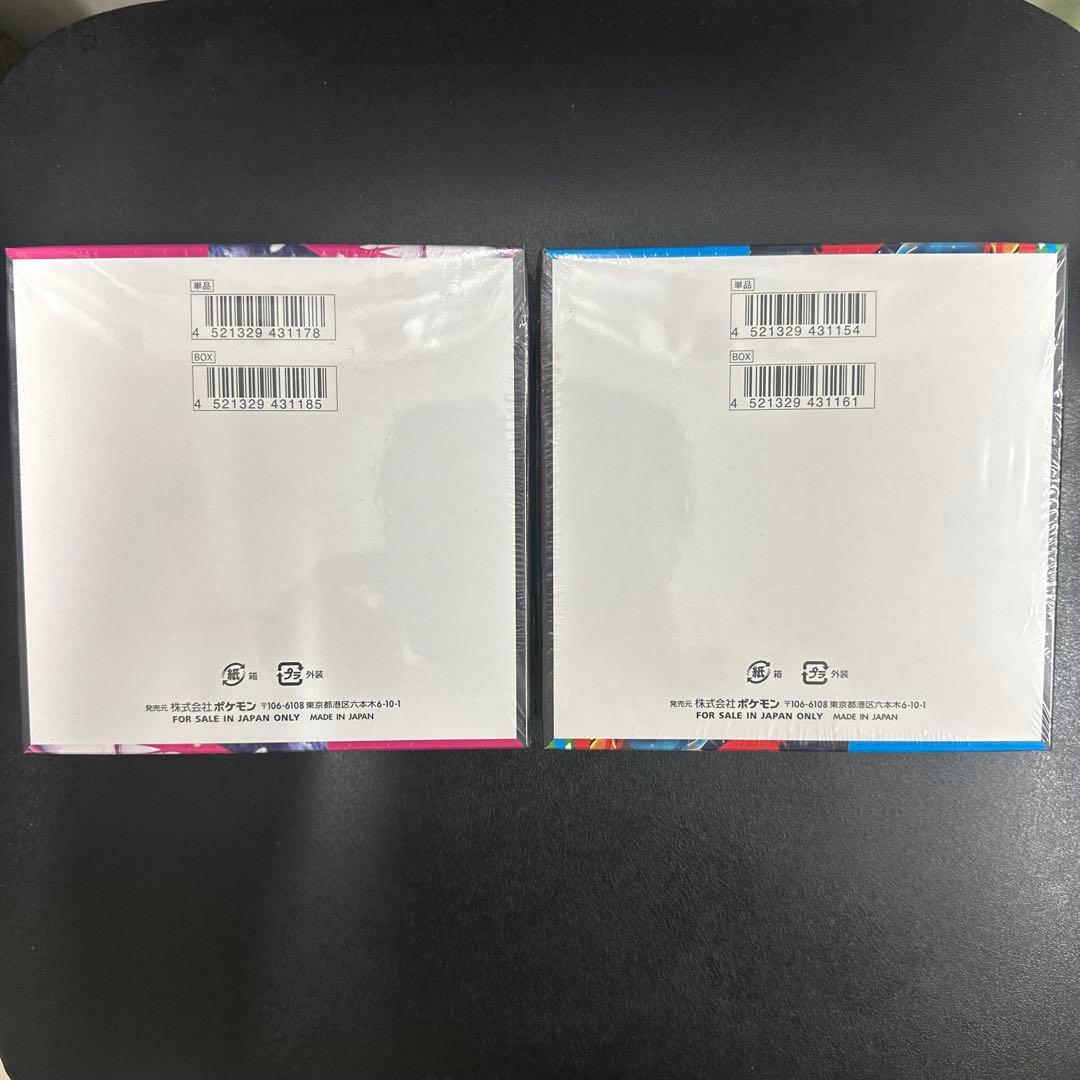 単品
4 521329 431178
BOX
4 521329 431185
紙 箱 プラ 外装
発売元 株式会社 ポケモン 〒106-6108 東京都港区六本木6-10-1
FOR SALE IN JAPAN ONLY MADE IN JAPAN
単品
4 521329 431154
BOX
4 521329 431161
紙 箱 プラ 外装
発売元 株式会社 ポケモン 〒106-6108 東京都港区六本木6-10-1
FOR SALE IN JAPAN ONLY MADE IN JAPAN